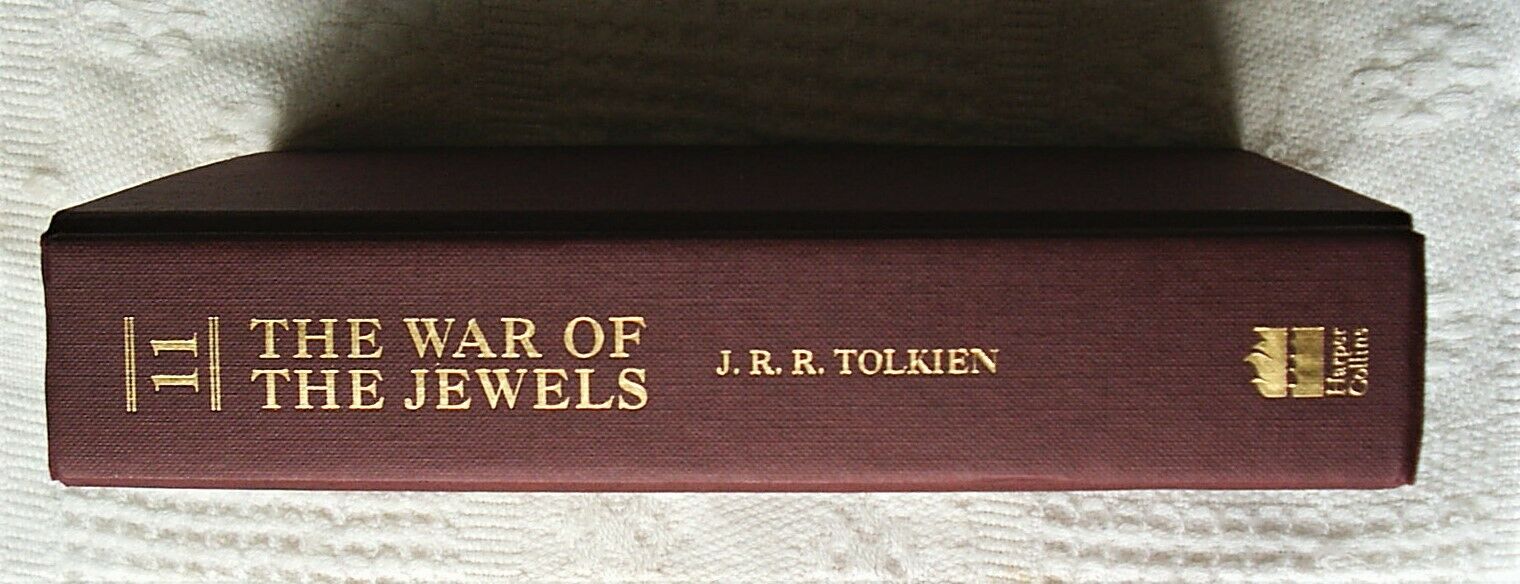 11
THE WAR OF
THE JEWELS
J. R. R. TOLKIEN
Harper
Collins